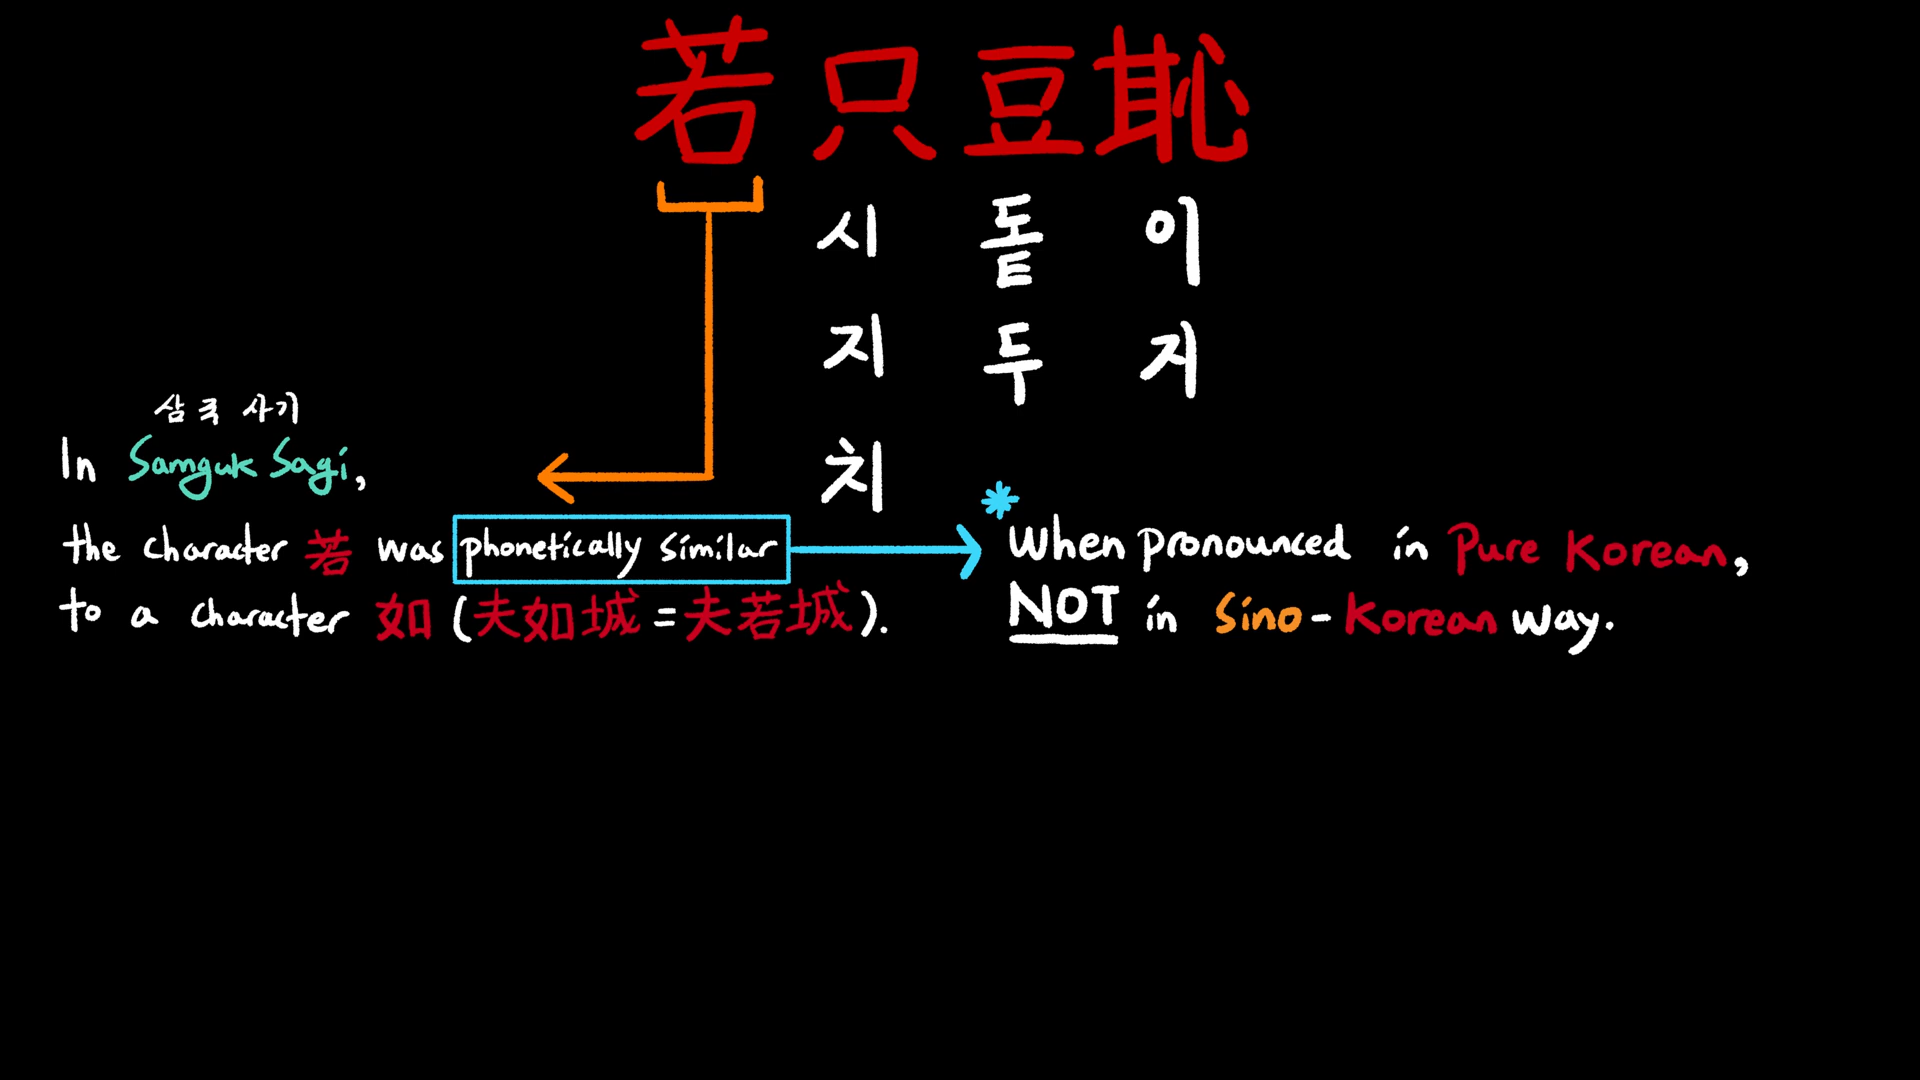 若只豆恥
시 돝 이
지 두 지
치
삼국 사기
In Samguk Sagi,
the character 若 was phonetically similar
to a character 如 (夫如城 = 夫若城).
*
When pronounced in Pure Korean,
NOT in Sino-Korean way.